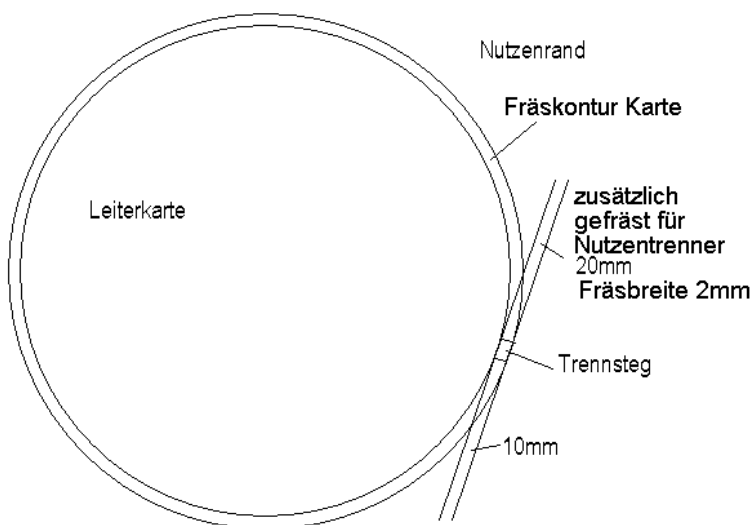 Nutzenrand
Fräskontur Karte
Leiterkarte
zusätzlich
gefräst für
Nutzentrenner
20mm
Fräsbreite 2mm
Trennsteg
10mm